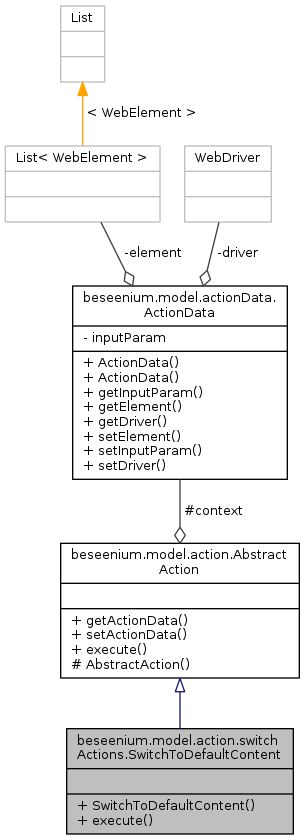 List
< WebElement >
List< WebElement >
WebDriver
-element
-driver
beseenium.model.actionData.
ActionData
- inputParam
+ ActionData()
+ ActionData()
+ getInputParam()
+ getElement()
+ getDriver()
+ setElement()
+ setInputParam()
+ setDriver()
#context
beseenium.model.action.Abstract
Action
+ getActionData()
+ setActionData()
+ execute()
# AbstractAction()
beseenium.model.action.switch
Actions.SwitchToDefaultContent
+ SwitchToDefaultContent()
+ execute()